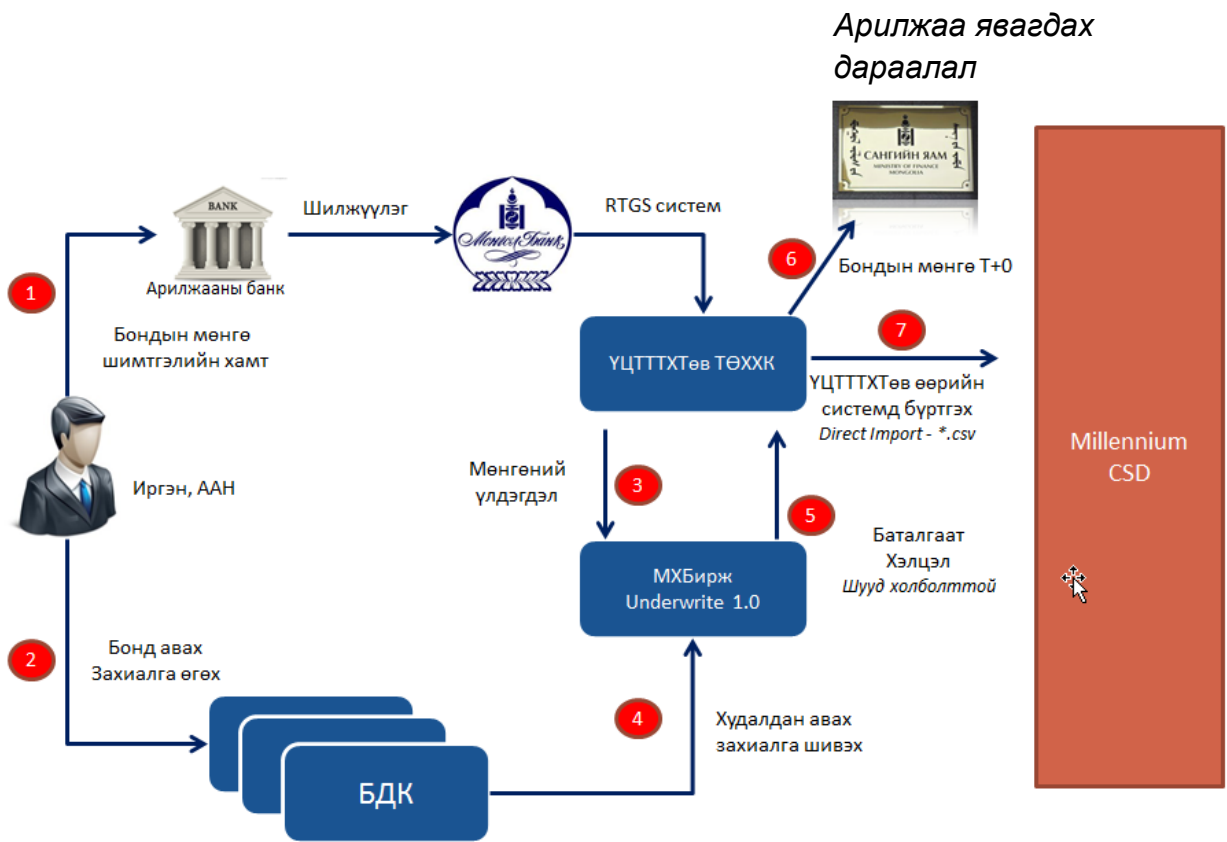 Арилжаа явагдах
дараалал
САНГИЙН ЯАМ
MINISTRY OF FINANCE
MONGOLIA
BANK
Шилжүүлэг
МонголБанк
RTGS систем
6
Бондын мөнгө T+0
1
Арилжааны банк
Бондын мөнгө
шимтгэлийн хамт
ҮЦТТТХТөв ТӨХХК
7
ҮЦТТТХТөв өөрийн
системд бүртгэх
Direct Import - *.csv
Millennium
CSD
Иргэн, ААН
Мөнгөний
үлдэгдэл
3
5
Баталгаат
Хэлцэл
Шууд холболттой
МХБирж
Underwrite 1.0
2
Бонд авах
Захиалга өгөх
4
Худалдан авах
захиалга шивэх
БДК